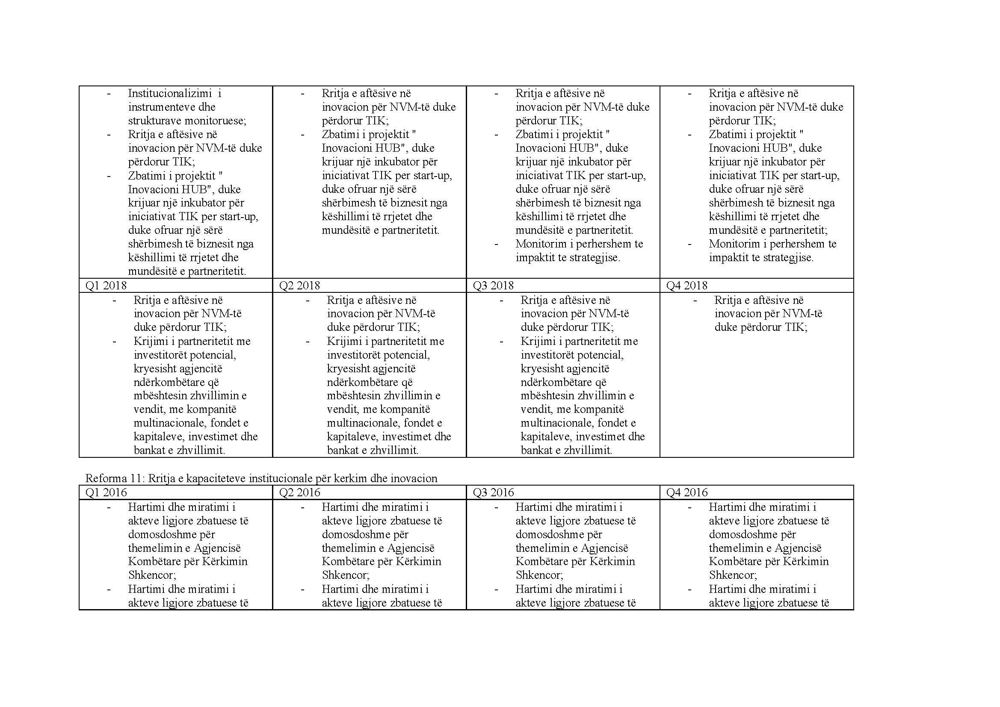 - Institucionalizimi  i
instrumenteve dhe
strukturave monitoruese;
- Rritja e aftësive në
inovacion për NVM-të duke
përdorur TIK;
- Zbatimi i projektit "
Inovacioni HUB", duke
krijuar një inkubator për
iniciativat TIK per start-up,
duke ofruar një sërë
shërbimesh të biznesit nga
këshillimi të rrjetet dhe
mundësitë e partneritetit.
- Rritja e aftësive në
inovacion për NVM-të duke
përdorur TIK;
- Zbatimi i projektit "
Inovacioni HUB", duke
krijuar një inkubator për
iniciativat TIK per start-up,
duke ofruar një sërë
shërbimesh të biznesit nga
këshillimi të rrjetet dhe
mundësitë e partneritetit.
- Rritja e aftësive në
inovacion për NVM-të duke
përdorur TIK;
- Zbatimi i projektit "
Inovacioni HUB", duke
krijuar një inkubator për
iniciativat TIK per start-up,
duke ofruar një sërë
shërbimesh të biznesit nga
këshillimi të rrjetet dhe
mundësitë e partneritetit.
- Monitorim i perhershem te
impaktit te strategjise.
- Rritja e aftësive në
inovacion për NVM-të duke
përdorur TIK;
- Zbatimi i projektit "
Inovacioni HUB", duke
krijuar një inkubator për
iniciativat TIK per start-up,
duke ofruar një sërë
shërbimesh të biznesit nga
këshillimi të rrjetet dhe
mundësitë e partneritetit;
- Monitorim i perhershem te
impaktit te strategjise.
Q1 2018
Q2 2018
Q3 2018
Q4 2018
- Rritja e aftësive në
inovacion për NVM-të
duke përdorur TIK;
- Krijimi i partneritetit me
investitorët potencial,
kryesisht agjencitë
ndërkombëtare që
mbështesin zhvillimin e
vendit, me kompanitë
multinacionale, fondet e
kapitaleve, investimet dhe
bankat e zhvillimit.
- Rritja e aftësive në
inovacion për NVM-të
duke përdorur TIK;
- Krijimi i partneritetit me
investitorët potencial,
kryesisht agjencitë
ndërkombëtare që
mbështesin zhvillimin e
vendit, me kompanitë
multinacionale, fondet e
kapitaleve, investimet dhe
bankat e zhvillimit.
- Rritja e aftësive në
inovacion për NVM-të
duke përdorur TIK;
- Krijimi i partneritetit me
investitorët potencial,
kryesisht agjencitë
ndërkombëtare që
mbështesin zhvillimin e
vendit, me kompanitë
multinacionale, fondet e
kapitaleve, investimet dhe
bankat e zhvillimit.
- Rritja e aftësive në
inovacion për NVM-të
duke përdorur TIK;
Reforma 11: Rritja e kapaciteteve institucionale për kerkim dhe inovacion
Q1 2016
Q2 2016
Q3 2016
Q4 2016
- Hartimi dhe miratimi i
akteve ligjore zbatuese të
domosdoshme për
themelimin e Agjencisë
Kombëtare për Kërkimin
Shkencor;
- Hartimi dhe miratimi i
akteve ligjore zbatuese të
- Hartimi dhe miratimi i
akteve ligjore zbatuese të
domosdoshme për
themelimin e Agjencisë
Kombëtare për Kërkimin
Shkencor;
- Hartimi dhe miratimi i
akteve ligjore zbatuese të
- Hartimi dhe miratimi i
akteve ligjore zbatuese të
domosdoshme për
themelimin e Agjencisë
Kombëtare për Kërkimin
Shkencor;
- Hartimi dhe miratimi i
akteve ligjore zbatuese të
- Hartimi dhe miratimi i
akteve ligjore zbatuese të
domosdoshme për
themelimin e Agjencisë
Kombëtare për Kërkimin
Shkencor;
- Hartimi dhe miratimi i
akteve ligjore zbatuese të